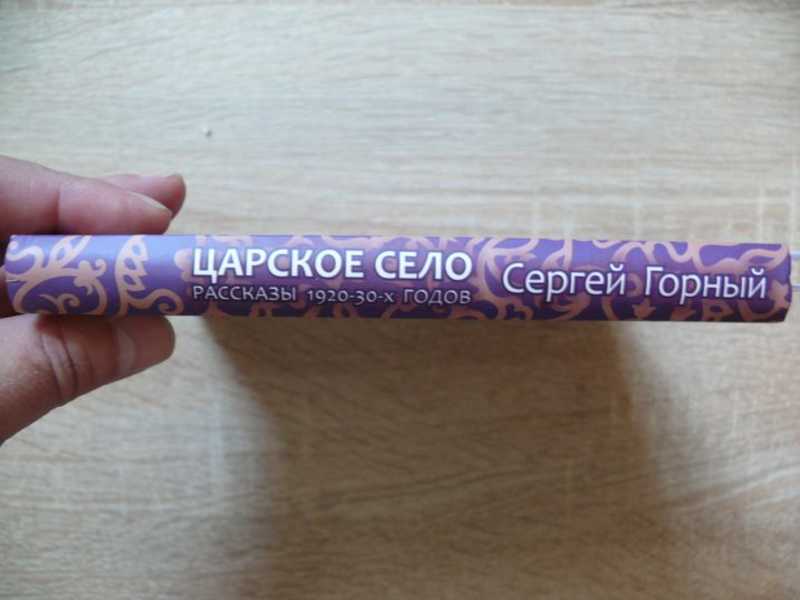 ЦАРСКОЕ СЕЛО
РАССКАЗЫ 1920-30-х ГОДОВ
Сергей Горный